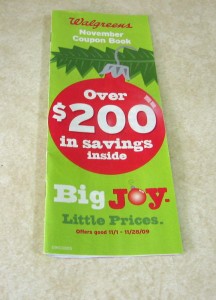 Walgreens
November
Coupon Book
Over
$200
in savings
inside
Big Joy.
Little Prices.
Offers good 11/1 - 11/28/09